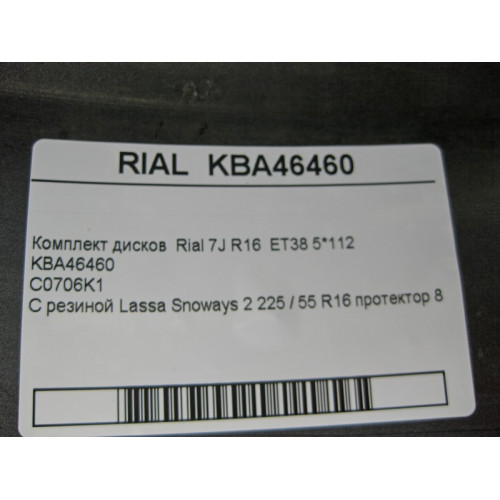 RIAL KBA46460
Комплект дисков Rial 7J R16 ET38 5*112
KBA46460
C0706K1
С резиной Lassa Snoways 2 225 / 55 R16 протектор 8